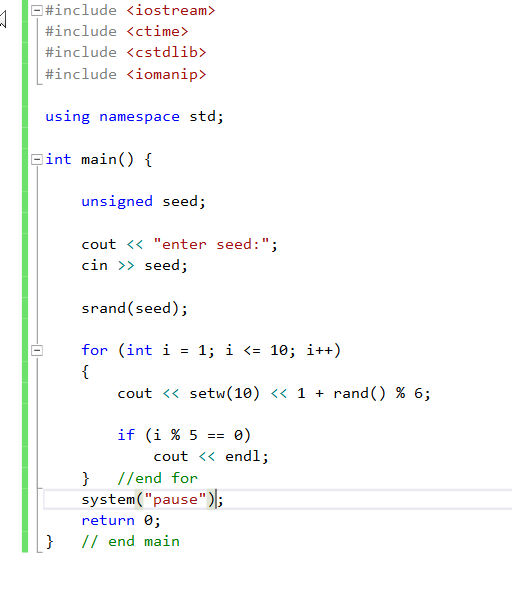 #include <iostream>
#include <ctime>
#include <cstdlib>
#include <iomanip>
using namespace std;
int main() {
unsigned seed;
cout << "enter seed:";
cin >> seed;
srand(seed);
for (int i = 1; i <= 10; i++)
{
cout << setw(10) << 1 + rand() % 6;
if (i % 5 == 0)
cout << endl;
} //end for
system("pause");
return 0;
} // end main